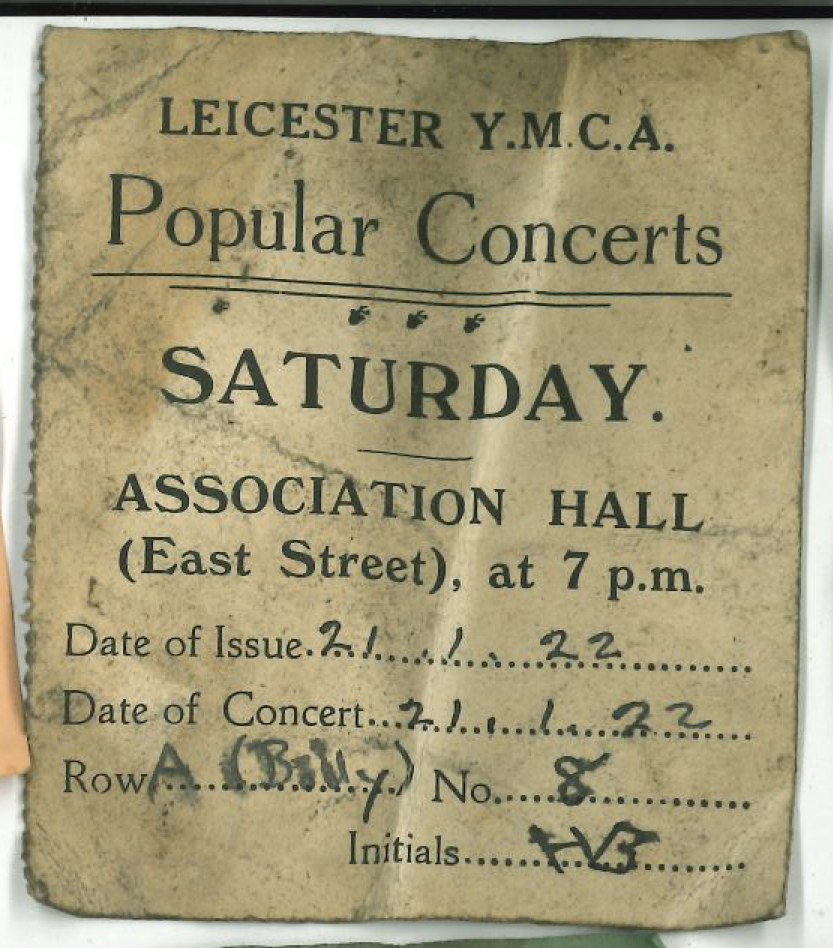 LEICESTER Y.M.C.A.
Popular Concerts
SATURDAY.
ASSOCIATION HALL
(East Street), at 7 p.m.
Date of Issue. 21. 1. 22
Date of Concert... 21. 1. 22
Row A (Billy) No. 8
Initials HVB